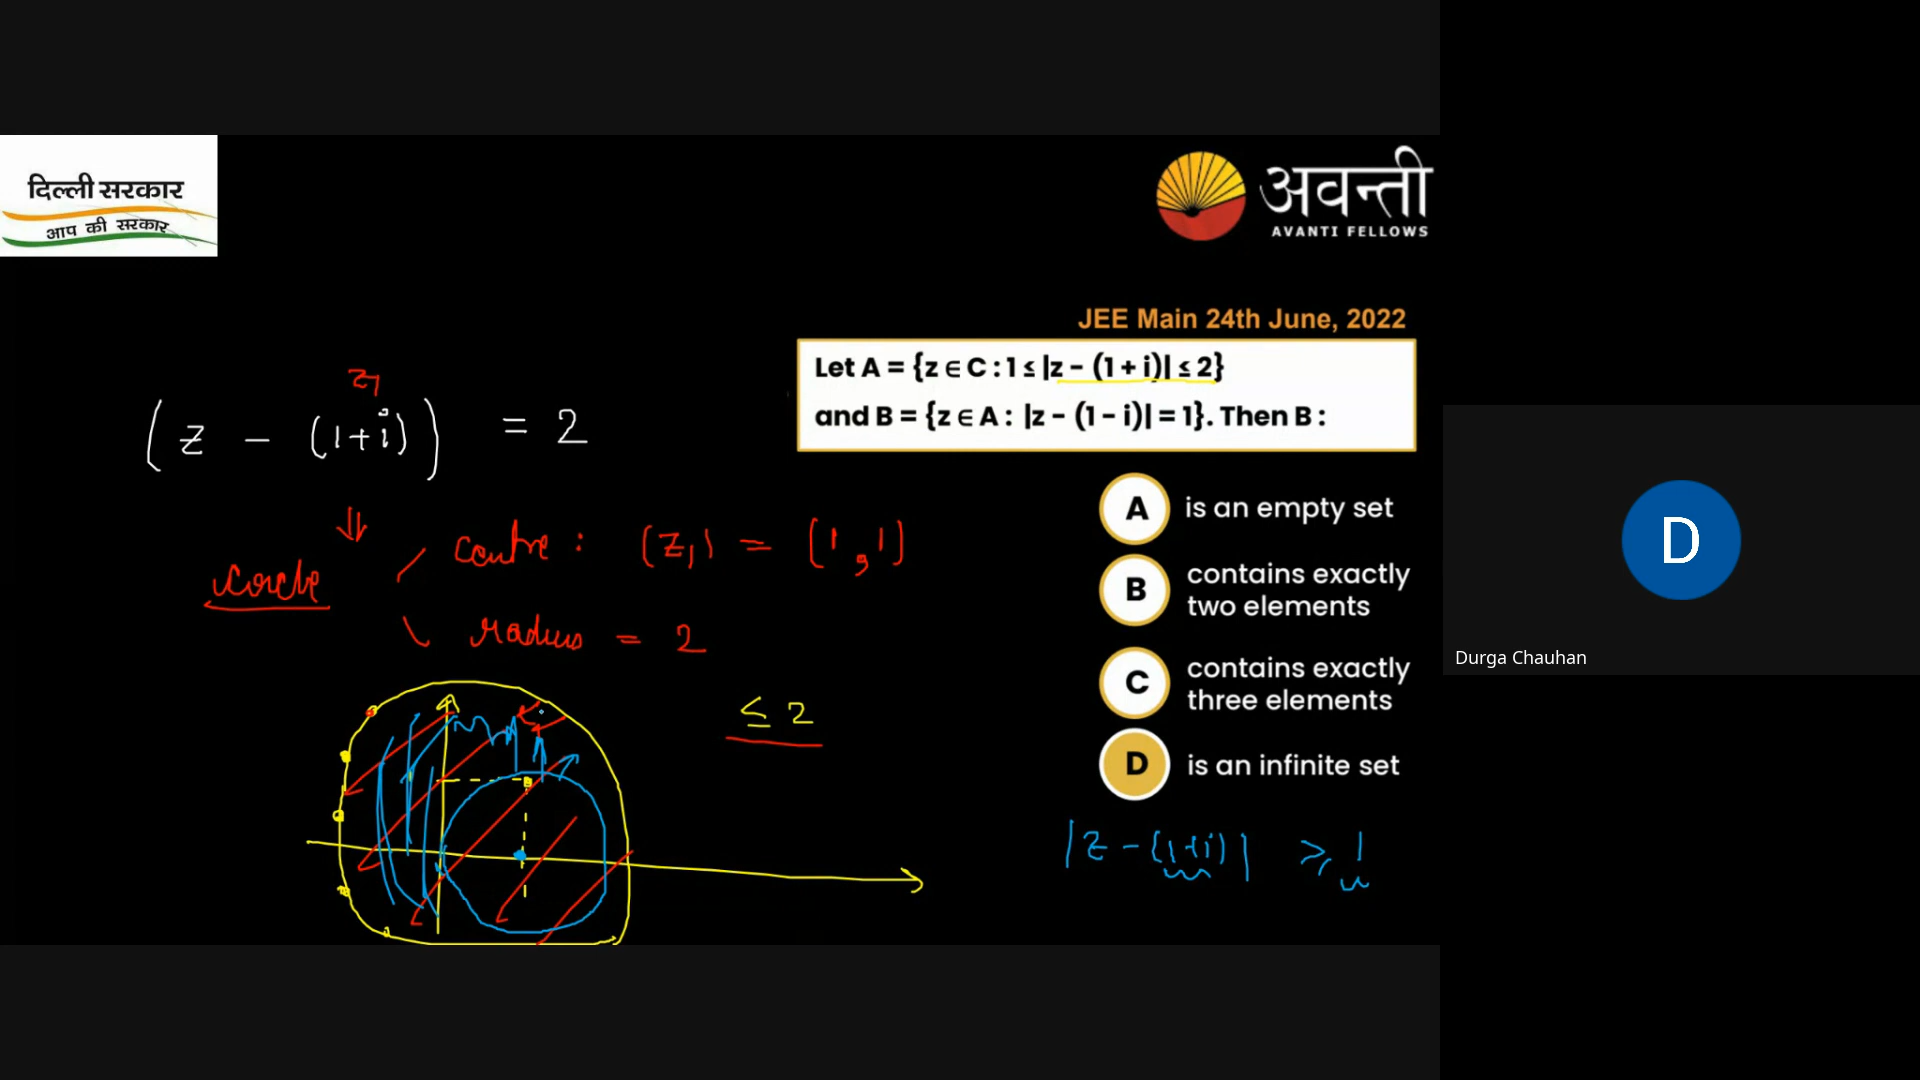 दिल्ली सरकार
आप की सरकार
अवन्ती
AVANTI FELLOWS
JEE Main 24th June, 2022
Let A = {z ∈ C : 1 ≤ |z - (1 + i)| ≤ 2}
and B = {z ∈ A : |z - (1 - i)| = 1}. Then B :
A is an empty set
B contains exactly
two elements
C contains exactly
three elements
D is an infinite set
z₁
(z - (1+i)) = 2
⇓
circle
centre : (z₁) = (1, 1)
radius = 2
≤ 2
|z - (1+i)| ≥ 1
D
Durga Chauhan